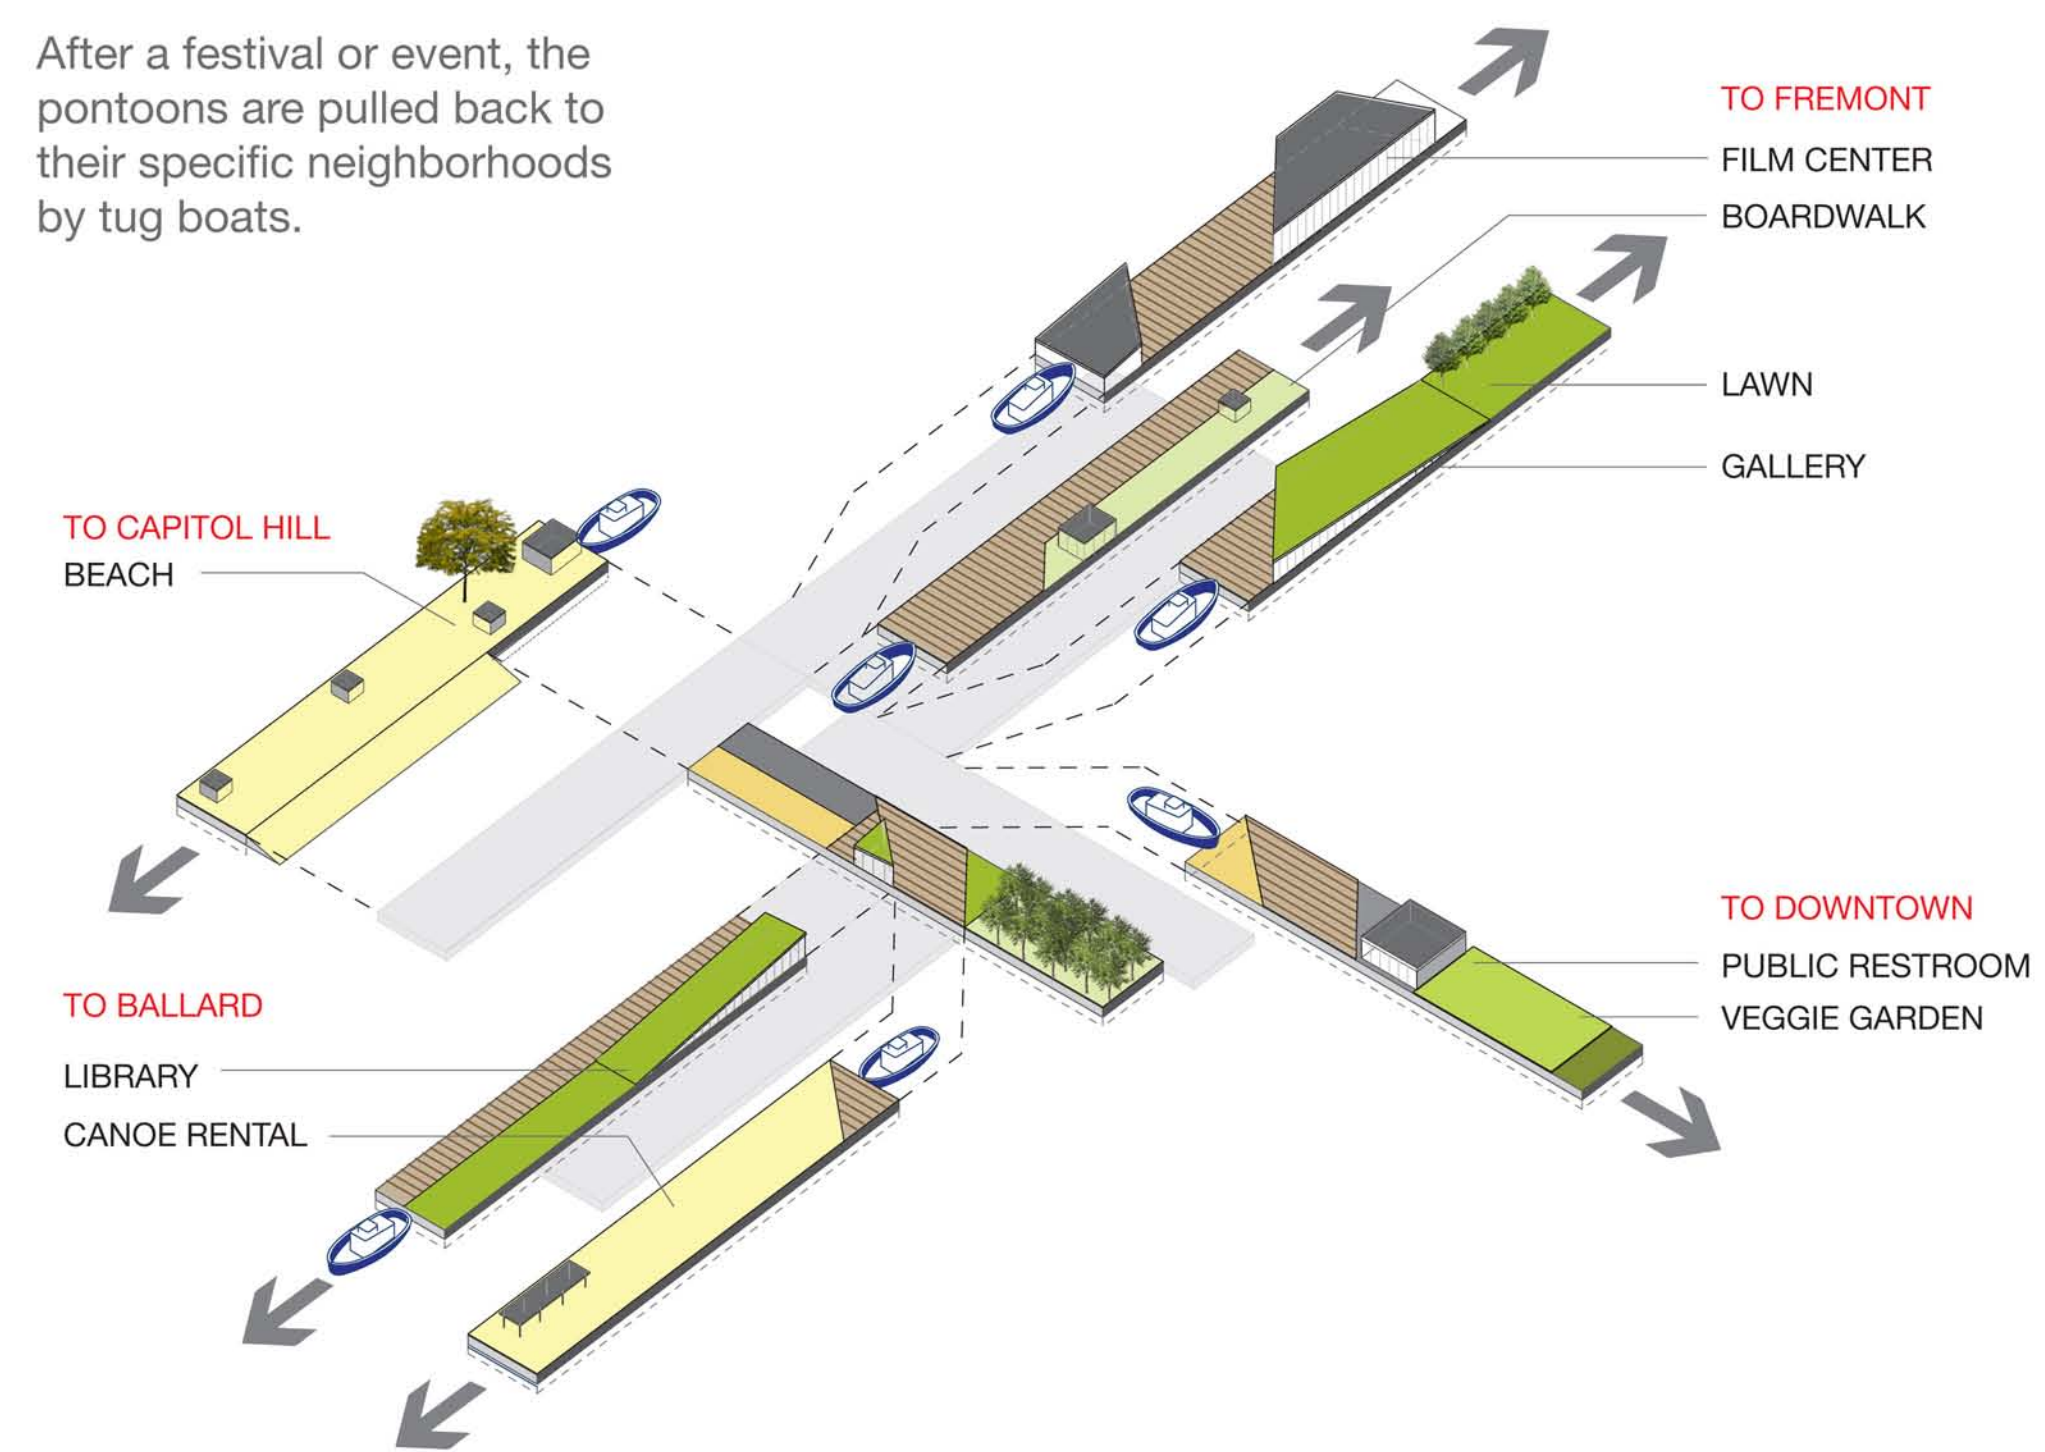 After a festival or event, the
pontoons are pulled back to
their specific neighborhoods
by tug boats.
TO FREMONT
FILM CENTER
BOARDWALK
LAWN
GALLERY
TO CAPITOL HILL
BEACH
TO BALLARD
LIBRARY
CANOE RENTAL
TO DOWNTOWN
PUBLIC RESTROOM
VEGGIE GARDEN